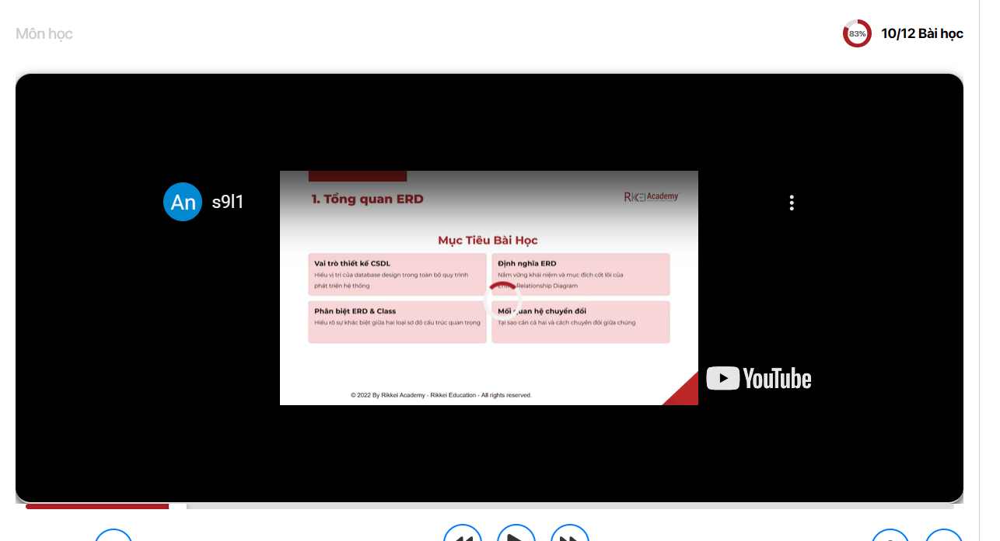 Môn học
83%
10/12 Bài học
An
s9l1
1. Tổng quan ERD
Rikkei Academy
Mục Tiêu Bài Học
Vai trò thiết kế CSDL
Hiểu vị trí của database design trong toàn bộ quy trình
phát triển hệ thống
Định nghĩa ERD
Nắm vững khái niệm và mục đích cốt lõi của
Relationship Diagram
Phân biệt ERD & Class
Hiểu rõ sự khác biệt giữa hai loại sơ đồ cấu trúc quan trọng
Mối quan hệ chuyển đổi
Tại sao cần cả hai và cách chuyển đổi giữa chúng
© 2022 By Rikkei Academy - Rikkei Education - All rights reserved.
YouTube